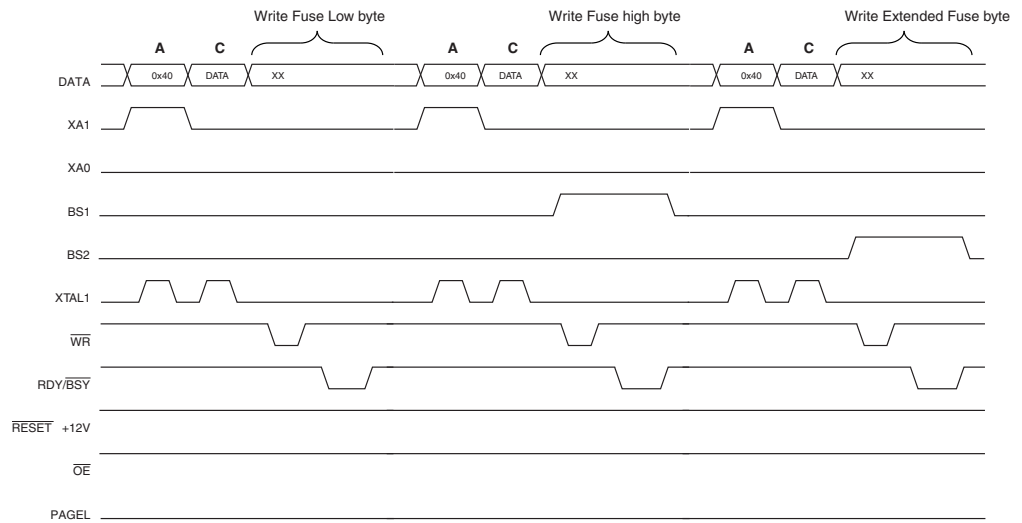 Write Fuse Low byte Write Fuse high byte Write Extended Fuse byte
A C A C A C
DATA 0x40 DATA XX 0x40 DATA XX 0x40 DATA XX
XA1
XA0
BS1
BS2
XTAL1
WR
RDY/BSY
RESET +12V
OE
PAGEL